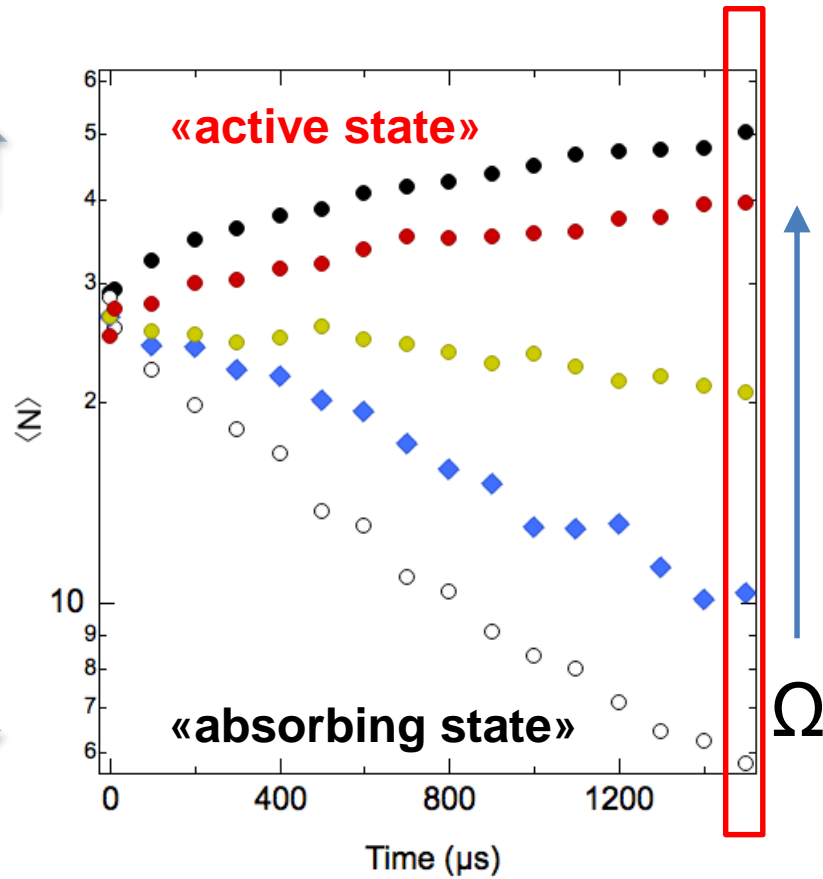 6
«active state»
5
4
3
2
⟨N⟩
10
9
8
7
«absorbing state»
Ω
6
0 400 800 1200
Time (µs)